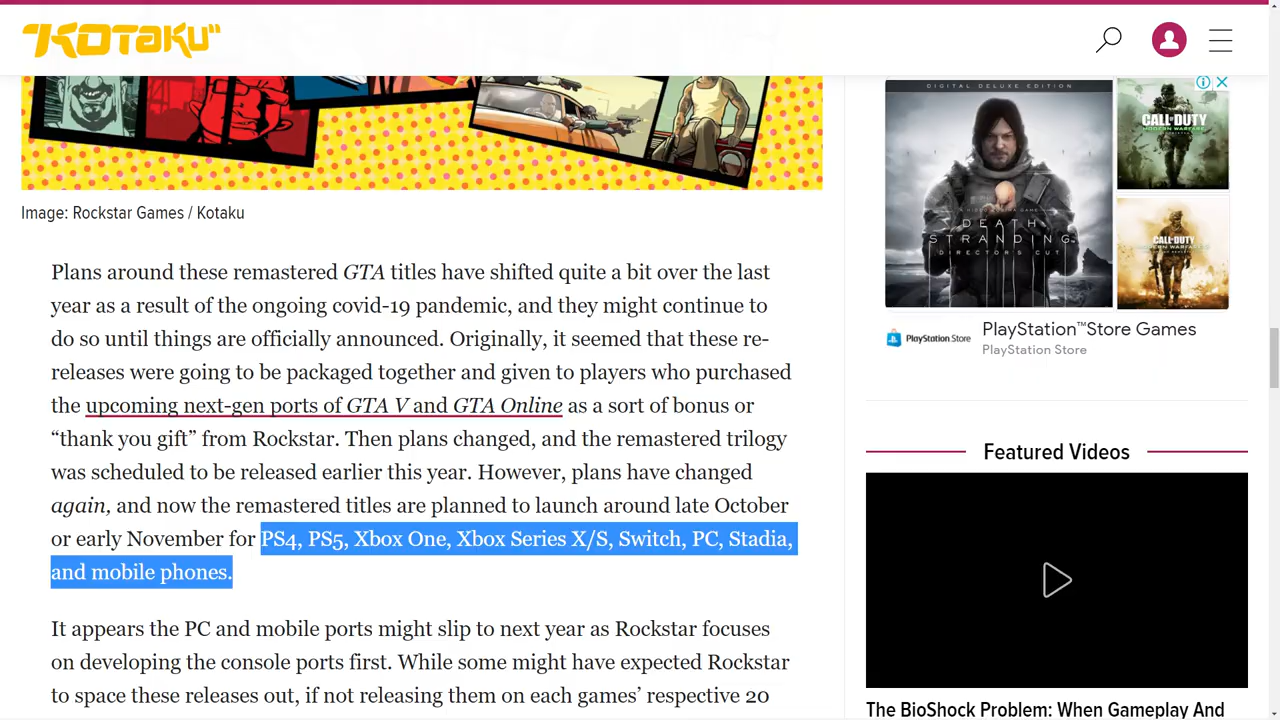 KOTAKU
Image: Rockstar Games / Kotaku
Plans around these remastered GTA titles have shifted quite a bit over the last
year as a result of the ongoing covid-19 pandemic, and they might continue to
do so until things are officially announced. Originally, it seemed that these re-
releases were going to be packaged together and given to players who purchased
the upcoming next-gen ports of GTA V and GTA Online as a sort of bonus or
“thank you gift” from Rockstar. Then plans changed, and the remastered trilogy
was scheduled to be released earlier this year. However, plans have changed
again, and now the remastered titles are planned to launch around late October
or early November for PS4, PS5, Xbox One, Xbox Series X/S, Switch, PC, Stadia,
and mobile phones.
It appears the PC and mobile ports might slip to next year as Rockstar focuses
on developing the console ports first. While some might have expected Rockstar
to space these releases out, if not releasing them on each games’ respective 20
DIGITAL DELUXE EDITION
A HIDEO KOJIMA GAME
DEATH
STRANDING
DIRECTOR'S CUT
CALL OF DUTY
MODERN WARFARE
CALL OF DUTY
MODERN WARFARE 2
PlayStation Store
PlayStation™Store Games
PlayStation Store
Featured Videos
The BioShock Problem: When Gameplay And